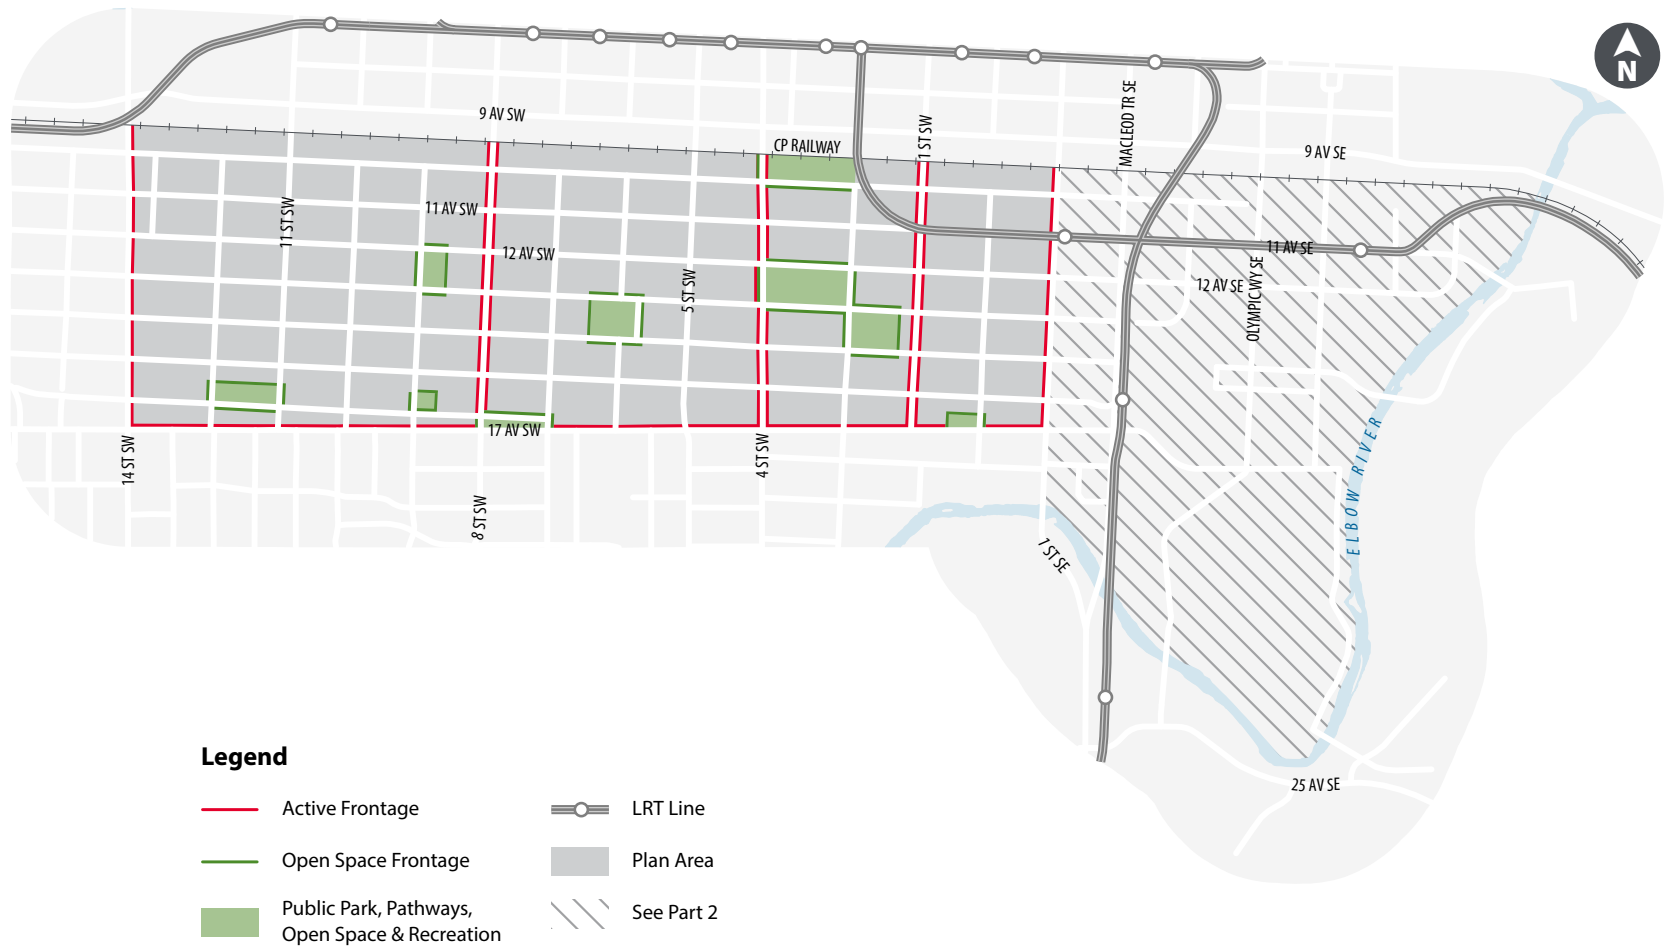 N
9 AV SW
CP RAILWAY
1 ST SW
MACLEOD TR SE
9 AV SE
11 ST SW
11 AV SW
12 AV SW
5 ST SW
11 AV SE
12 AV SE
OLYMPIC WY SE
17 AV SW
14 ST SW
8 ST SW
4 ST SW
1 ST SE
ELBOW RIVER
25 AV SE
Legend
Active Frontage
Open Space Frontage
Public Park, Pathways,
Open Space & Recreation
LRT Line
Plan Area
See Part 2